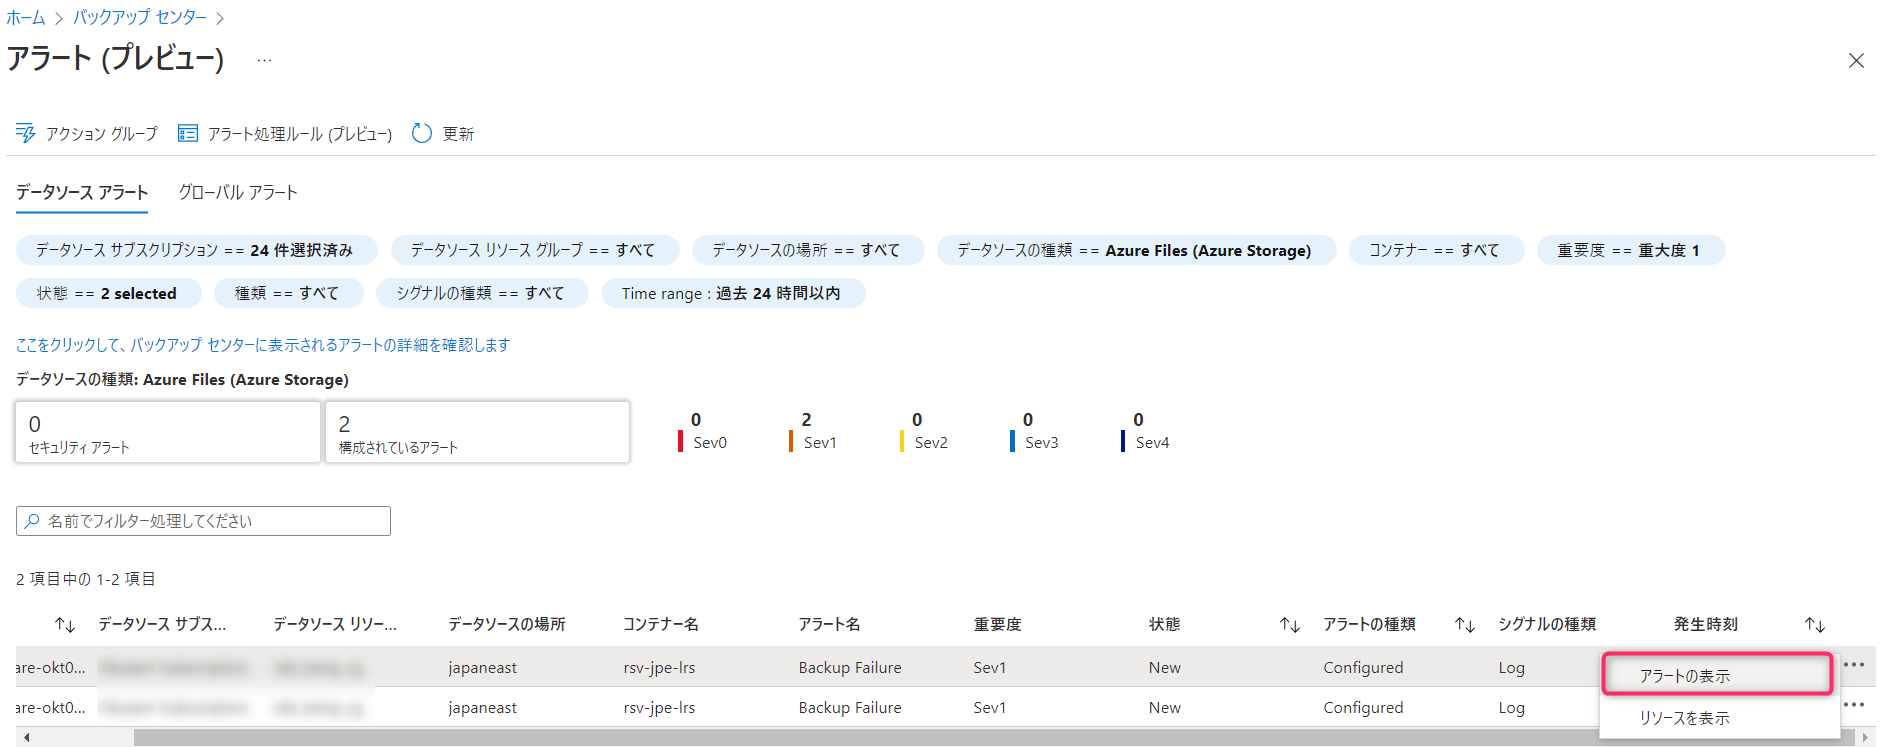 ホーム > バックアップ センター >
アラート (プレビュー) ...
アクション グループ アラート処理ルール (プレビュー) 更新
データソース アラート グローバル アラート
データソース サブスクリプション == 24 件選択済み データソース リソース グループ == すべて データソースの場所 == すべて データソースの種類 == Azure Files (Azure Storage) コンテナー == すべて 重要度 == 重大度 1
状態 == 2 selected 種類 == すべて シグナルの種類 == すべて Time range : 過去 24 時間以内
ここをクリックして、バックアップ センターに表示されるアラートの詳細を確認します
データソースの種類: Azure Files (Azure Storage)
0 2 0 2 0 0 0
セキュリティ アラート 構成されているアラート Sev0 Sev1 Sev2 Sev3 Sev4
名前でフィルター処理してください
2 項目中の 1-2 項目
データソース サブス... データソース リソー... データソースの場所 コンテナー名 アラート名 重要度 状態 アラートの種類 シグナルの種類 発生時刻
are-okt0... japaneast rsv-jpe-lrs Backup Failure Sev1 New Configured Log
アラートの表示
are-okt0... japaneast rsv-jpe-lrs Backup Failure Sev1 New Configured Log
リソースを表示